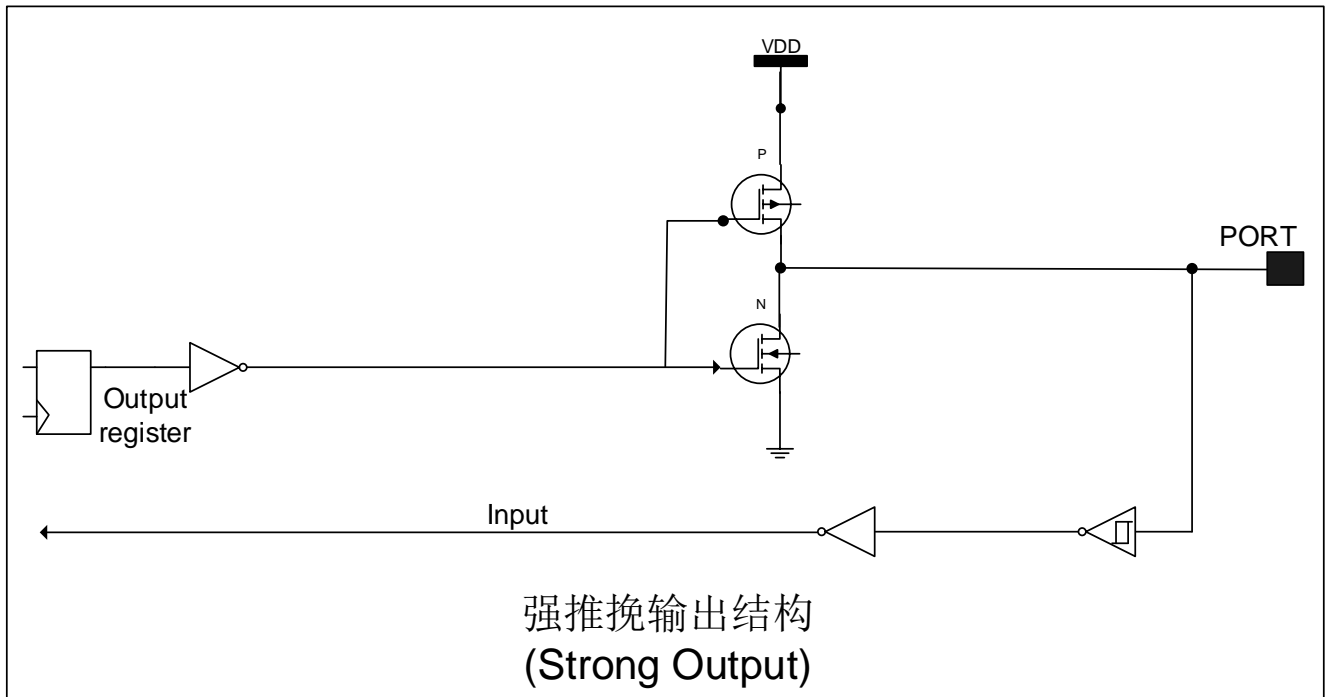 VDD
P
PORT
N
Output
register
Input
强推挽输出结构
(Strong Output)